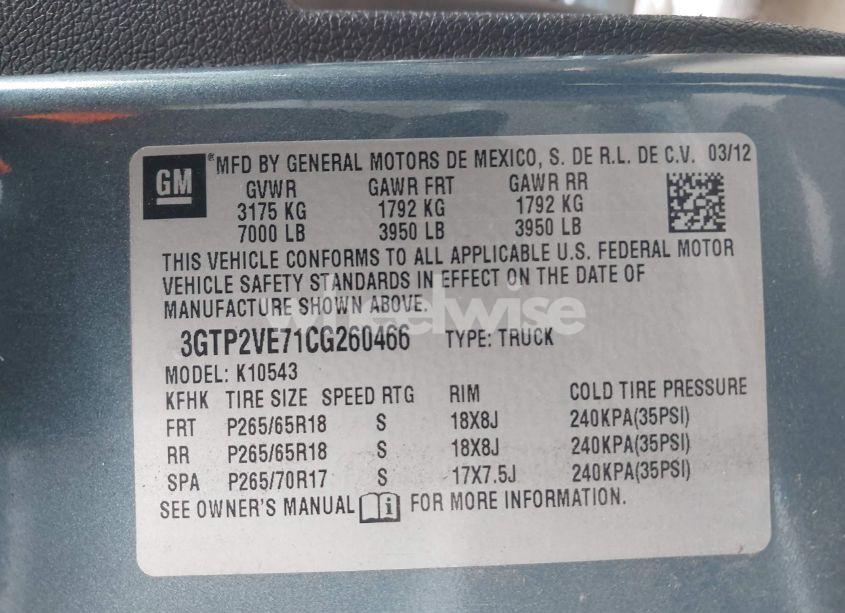 GM
®MFD BY GENERAL MOTORS DE MEXICO, S. DE R.L. DE C.V. 03/12
GVWR GAWR FRT GAWR RR
3175 KG 1792 KG 1792 KG
7000 LB 3950 LB 3950 LB
THIS VEHICLE CONFORMS TO ALL APPLICABLE U.S. FEDERAL MOTOR
VEHICLE SAFETY STANDARDS IN EFFECT ON THE DATE OF
MANUFACTURE SHOWN ABOVE.
wheelwise
3GTP2VE71CG260466 TYPE: TRUCK
MODEL: K10543
KFHK TIRE SIZE SPEED RTG RIM COLD TIRE PRESSURE
FRT P265/65R18 S 18X8J 240KPA(35PSI)
RR P265/65R18 S 18X8J 240KPA(35PSI)
SPA P265/70R17 S 17X7.5J 240KPA(35PSI)
SEE OWNER'S MANUAL i FOR MORE INFORMATION.